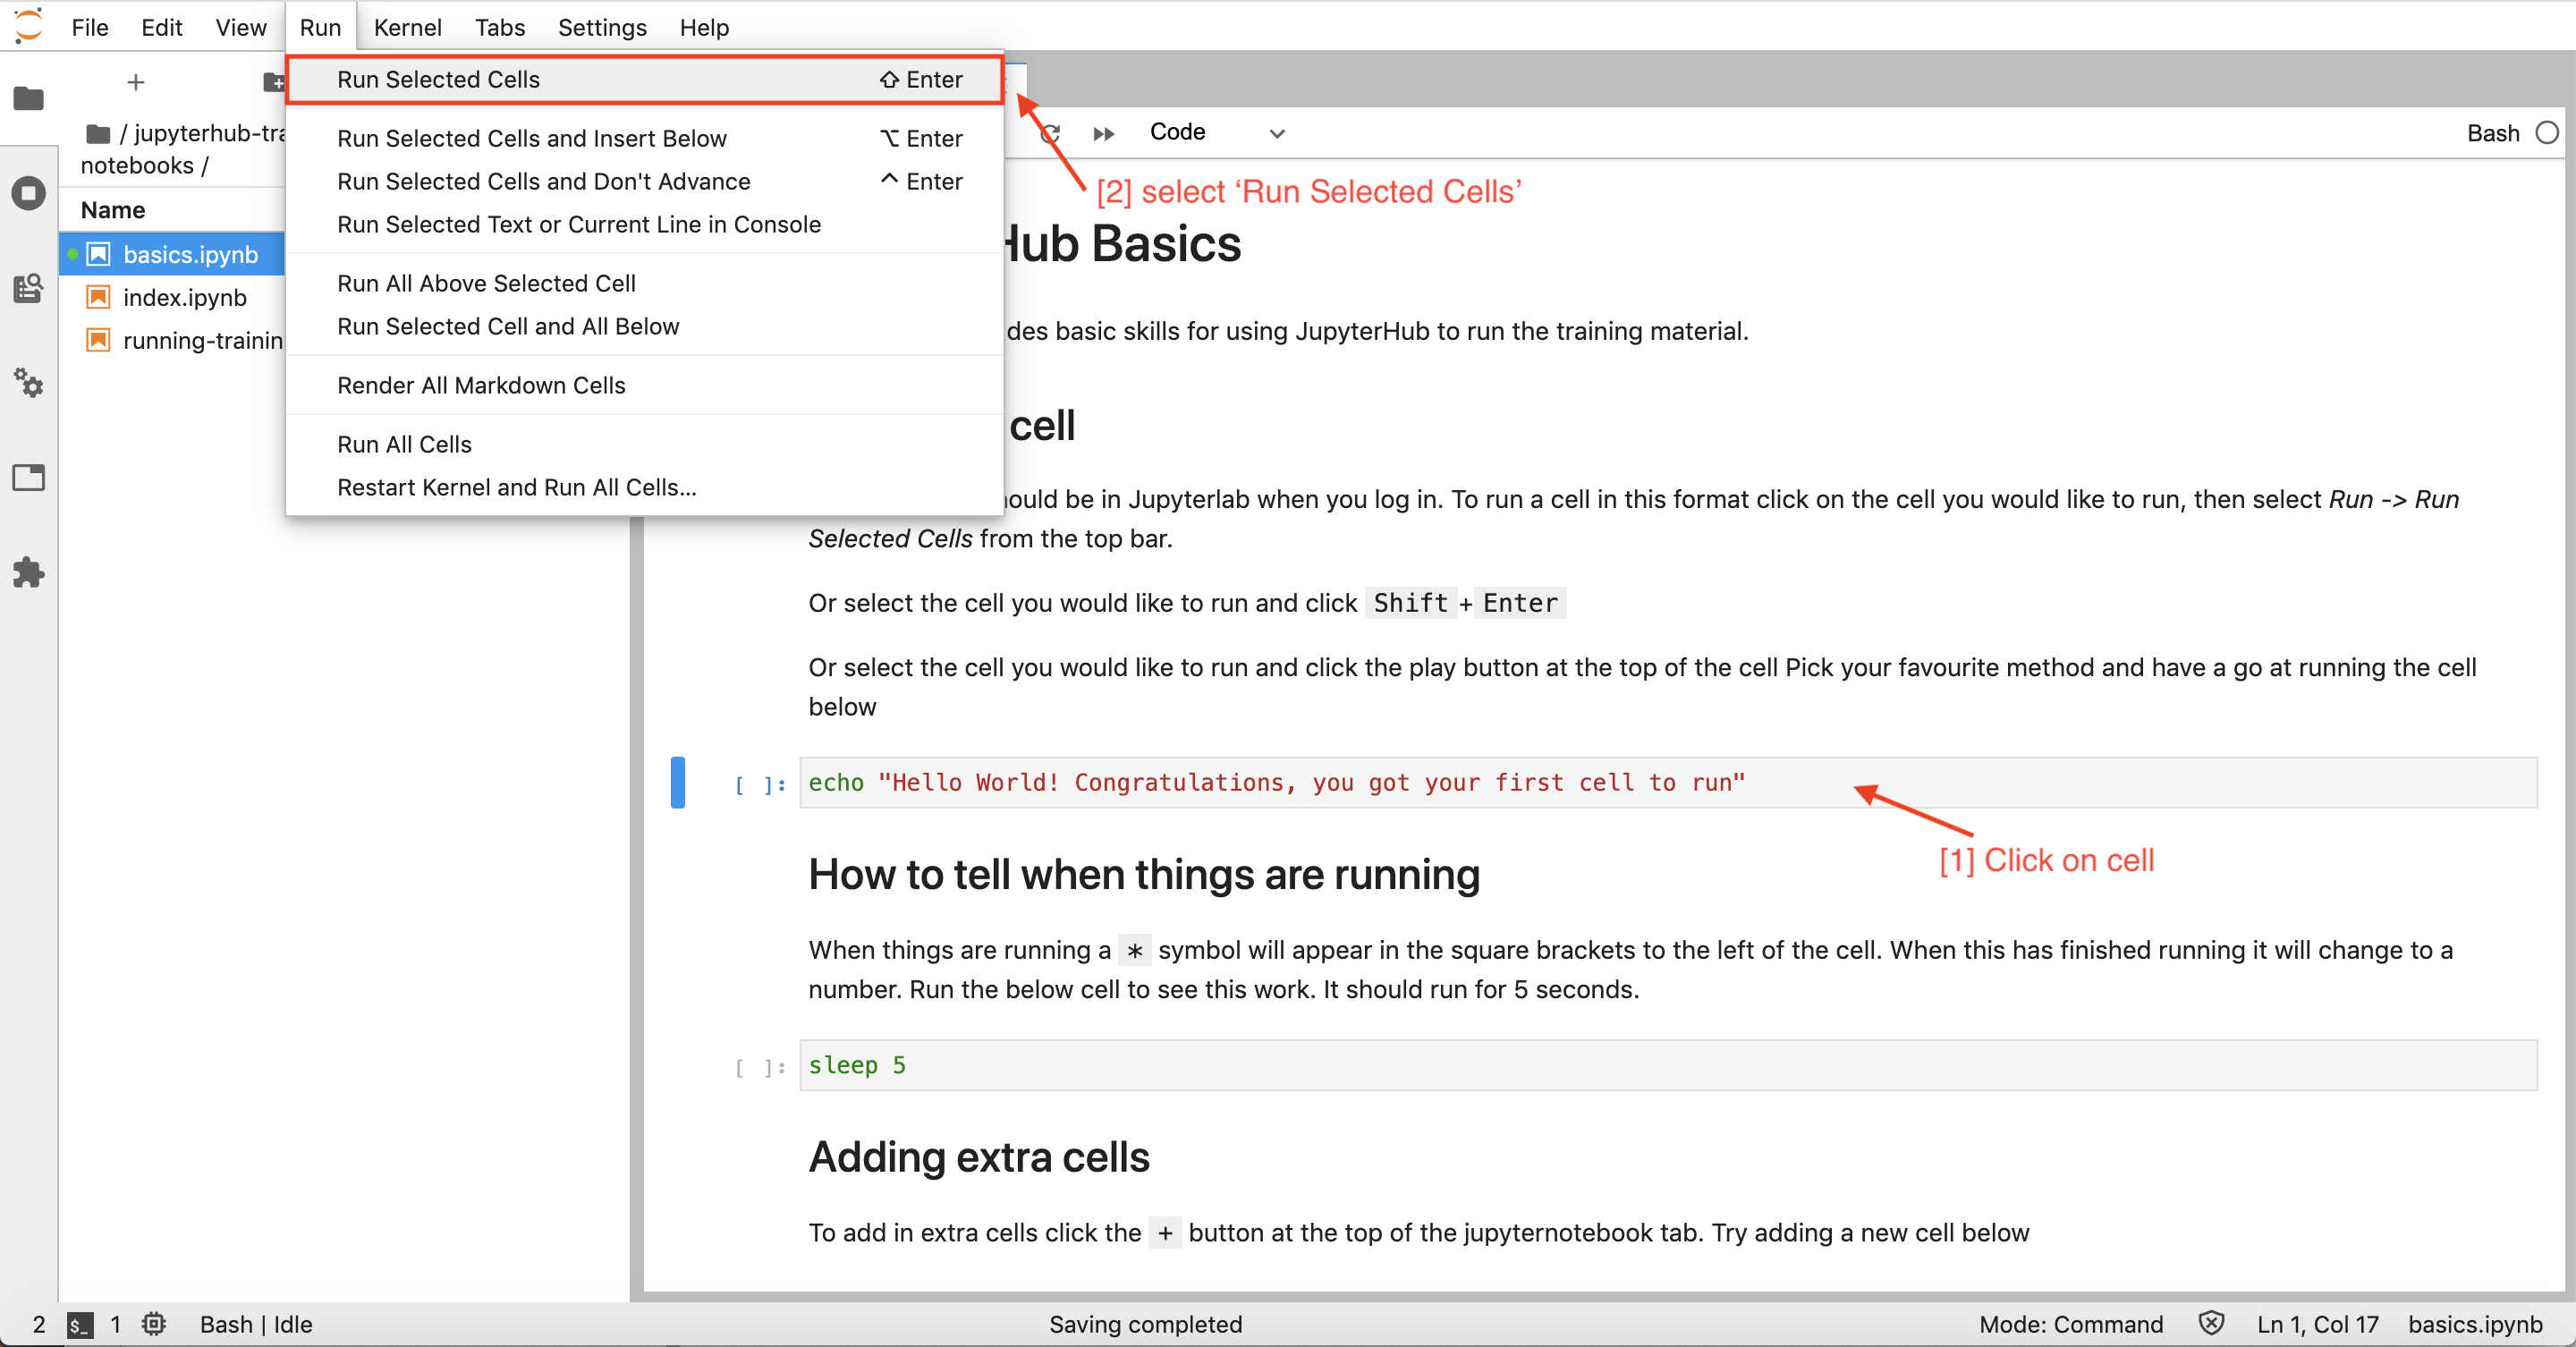 File Edit View Run Kernel Tabs Settings Help
Run Selected Cells ⇧ Enter
Run Selected Cells and Insert Below ⌥ Enter
Run Selected Cells and Don't Advance ^ Enter
Run Selected Text or Current Line in Console
Run All Above Selected Cell
Run Selected Cell and All Below
Render All Markdown Cells
Run All Cells
Restart Kernel and Run All Cells...
/ jupyterhub-tra
notebooks /
Name
basics.ipynb
index.ipynb
running-trainin
Code
Bash
[2] select ‘Run Selected Cells’
Hub Basics
des basic skills for using JupyterHub to run the training material.
cell
ould be in Jupyterlab when you log in. To run a cell in this format click on the cell you would like to run, then select Run -> Run
Selected Cells from the top bar.
Or select the cell you would like to run and click Shift + Enter
Or select the cell you would like to run and click the play button at the top of the cell Pick your favourite method and have a go at running the cell
below
[ ]: echo "Hello World! Congratulations, you got your first cell to run"
[1] Click on cell
How to tell when things are running
When things are running a * symbol will appear in the square brackets to the left of the cell. When this has finished running it will change to a
number. Run the below cell to see this work. It should run for 5 seconds.
[ ]: sleep 5
Adding extra cells
To add in extra cells click the + button at the top of the jupyternotebook tab. Try adding a new cell below
2 $_ 1 Bash | Idle Saving completed Mode: Command Ln 1, Col 17 basics.ipynb